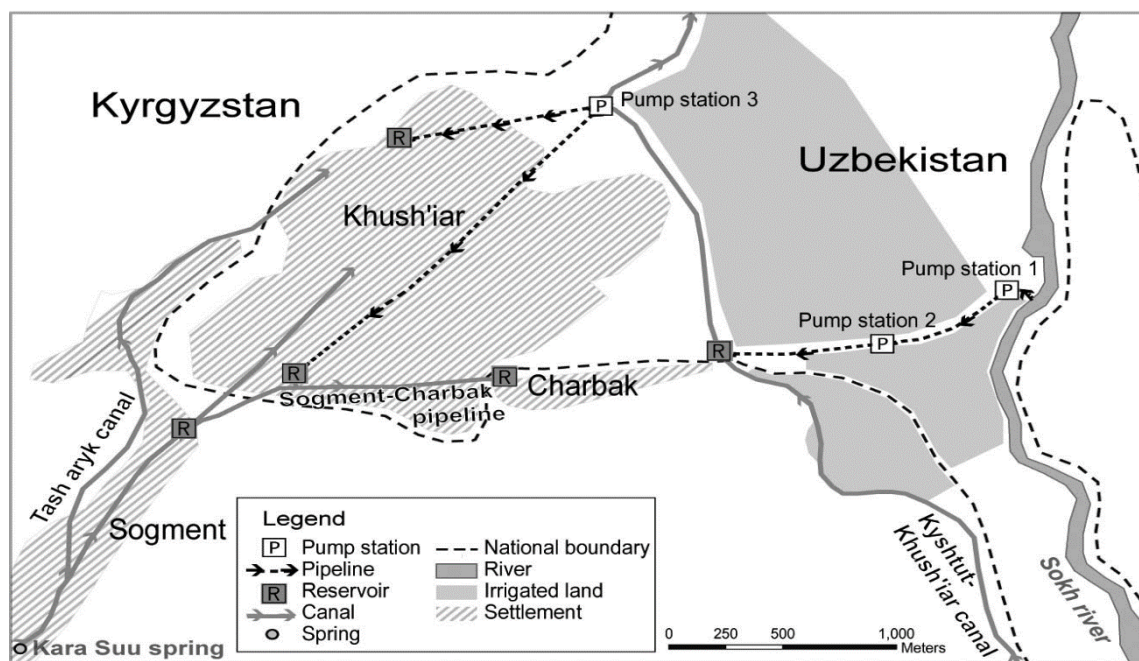 Kyrgyzstan
Pump station 3
P
R
Uzbekistan
Khush'iar
Pump station 1
P
Pump station 2
P
R
R
R
Charbak
Sogment-Charbak
pipeline
R
Tash aryk canal
Sogment
Kyshtut-
Khush'iar canal
Sokh river
Kara Suu spring
Legend
P Pump station
Pipeline
R Reservoir
Canal
Spring
National boundary
River
Irrigated land
Settlement
0 250 500 1,000
Meters